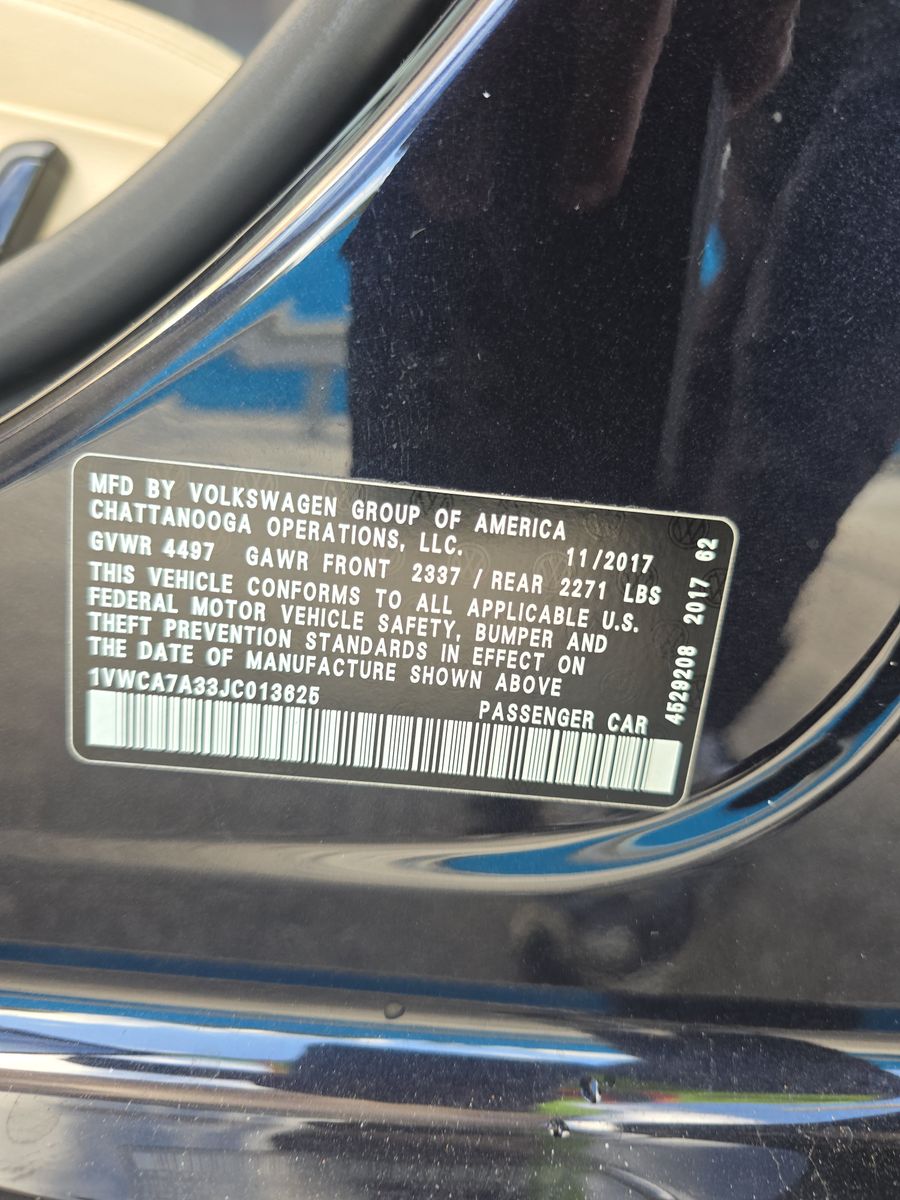 MFD BY VOLKSWAGEN GROUP OF AMERICA
CHATTANOOGA OPERATIONS, LLC.
11/2017
GVWR 4497 GAWR FRONT 2337 / REAR 2271 LBS
THIS VEHICLE CONFORMS TO ALL APPLICABLE U.S.
FEDERAL MOTOR VEHICLE SAFETY, BUMPER AND
THEFT PREVENTION STANDARDS IN EFFECT ON
THE DATE OF MANUFACTURE SHOWN ABOVE
1VWCA7A33JC013625
PASSENGER CAR
4529208 2017 62